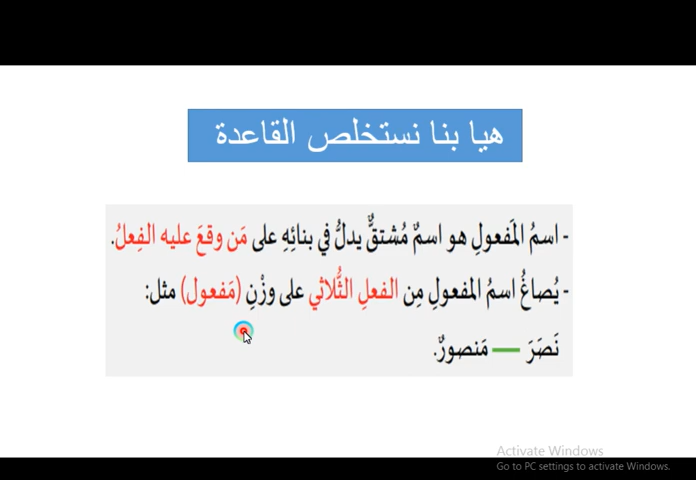 هيا بنا نستخلص القاعدة
- اسمُ المَفعولِ هو اسمٌ مُشتقٌّ يدلُّ في بنائِهِ على مَن وقعَ عليه الفِعلُ.
- يُصاغُ اسمُ المفعولِ مِن الفعلِ الثُّلاثي على وزْنِ (مَفعول) مثل:
نَصَرَ — مَنصورٌ.
Activate Windows
Go to PC settings to activate Windows.